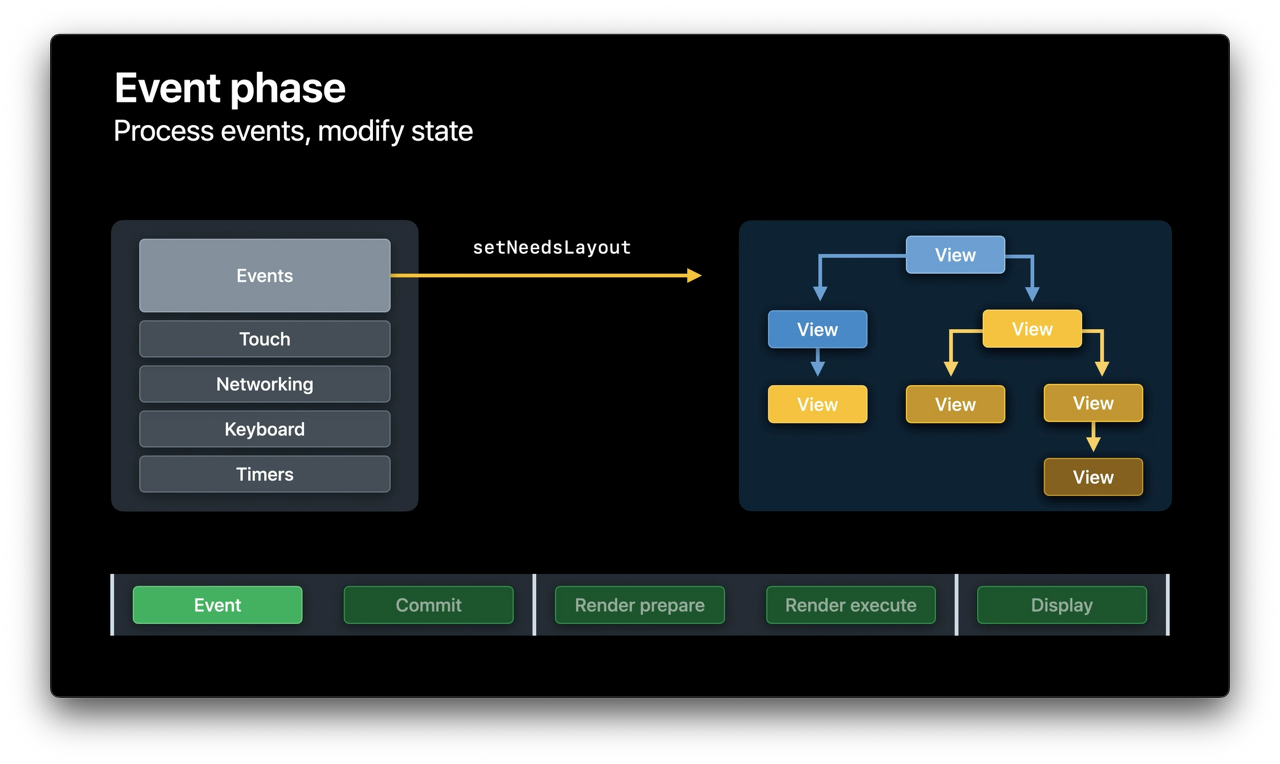 Event phase
Process events, modify state
Events
Touch
Networking
Keyboard
Timers
setNeedsLayout
View
View
View
View
View
View
View
Event
Commit
Render prepare
Render execute
Display